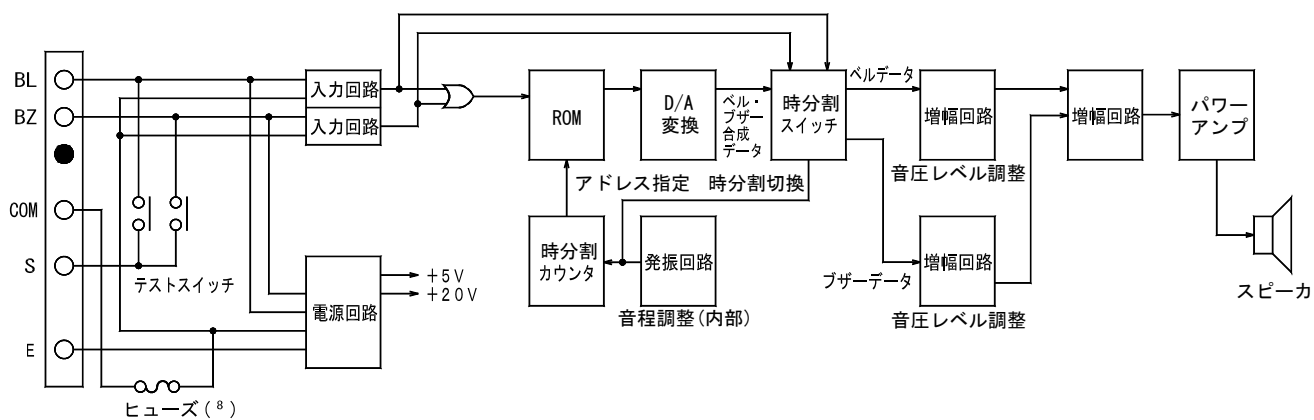 BL
BZ
COM
S
E
テストスイッチ
ヒューズ(⁸)
入力回路
入力回路
電源回路
+5V
+20V
ROM
D/A
変換
ベル・
ブザー
合成
データ
時分割
スイッチ
アドレス指定
時分割切換
時分割
カウンタ
発振回路
音程調整(内部)
ベルデータ
増幅回路
音圧レベル調整
ブザーデータ
増幅回路
音圧レベル調整
増幅回路
パワー
アンプ
スピーカ